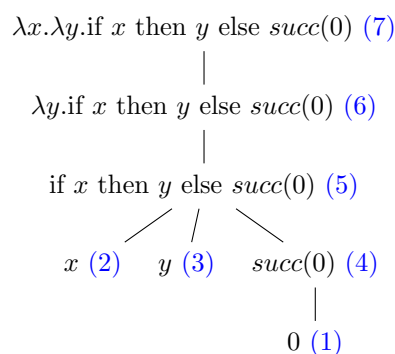 λx.λy.if x then y else succ(0) (7)
λy.if x then y else succ(0) (6)
if x then y else succ(0) (5)
x (2) y (3) succ(0) (4)
0 (1)